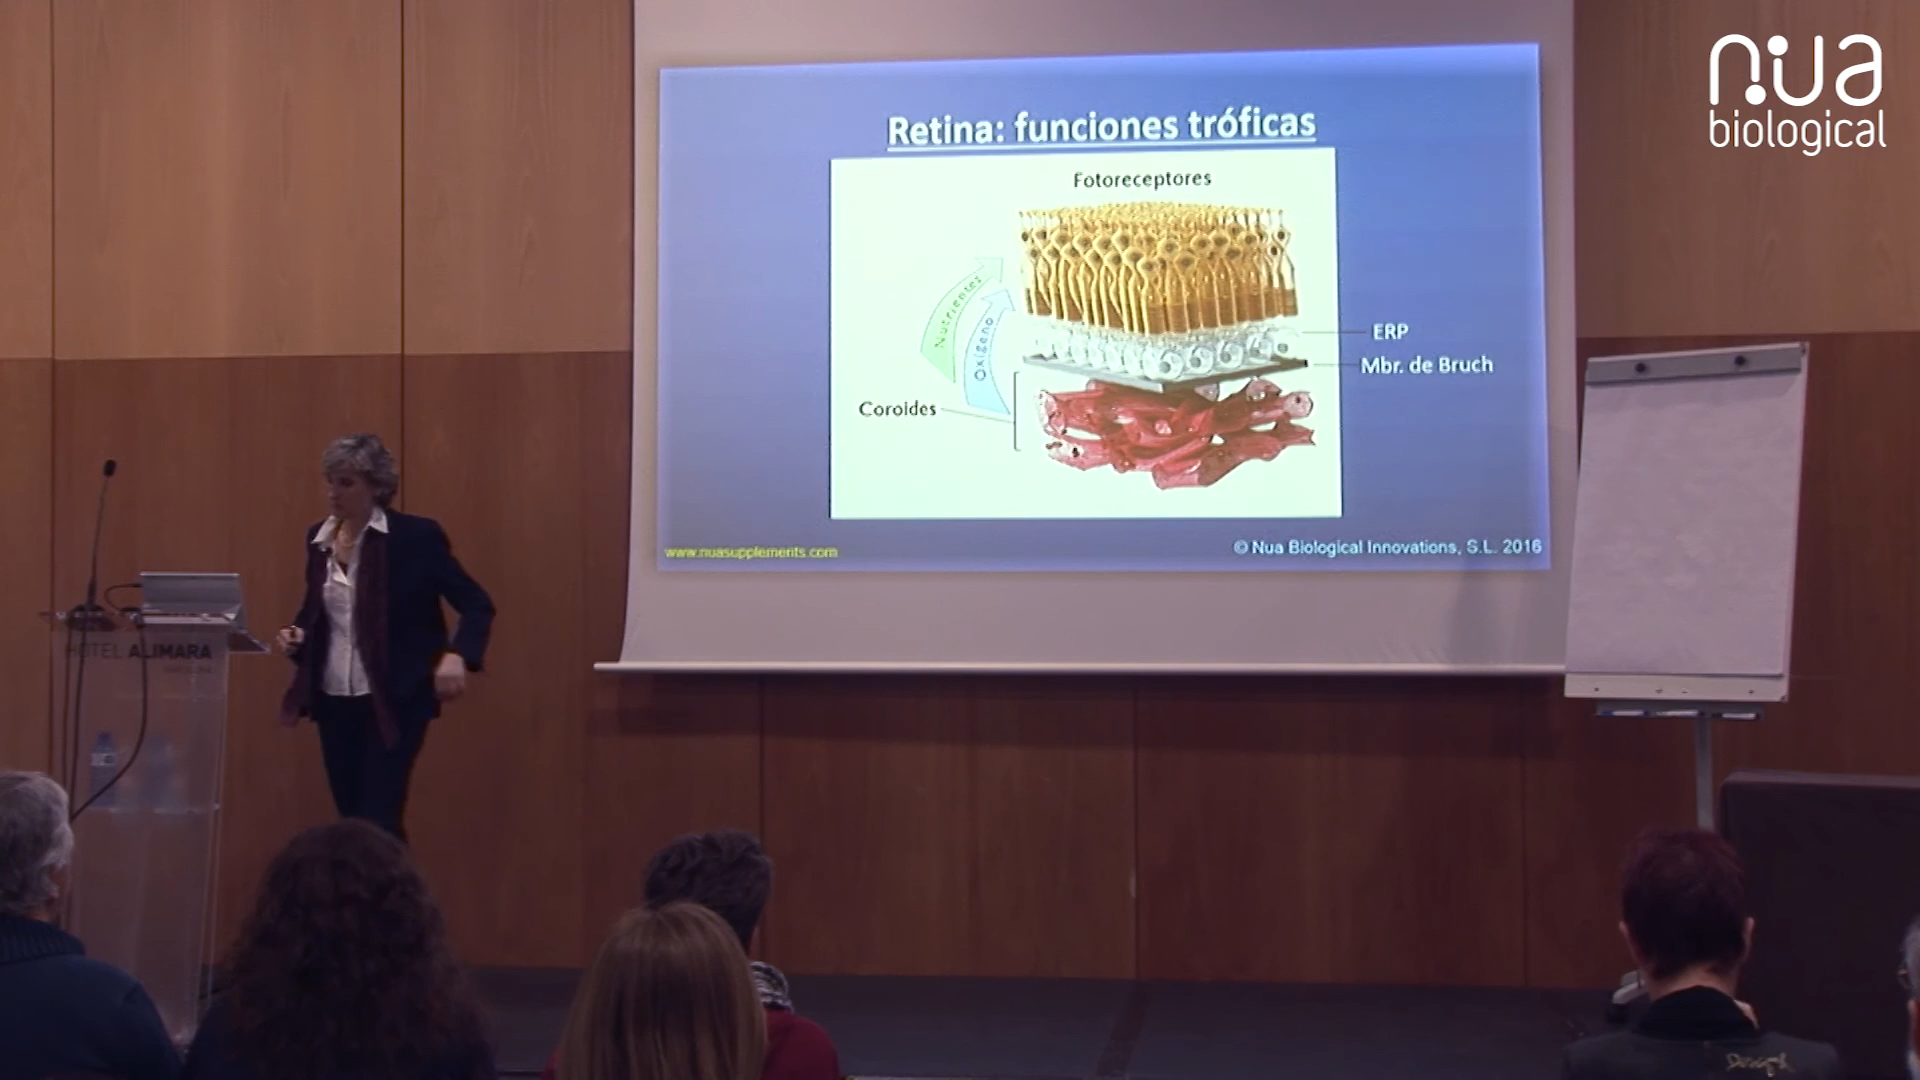 nua
biological
Retina: funciones tróficas
Fotoreceptores
Nutrientes
Oxígeno
ERP
Mbr. de Bruch
Coroides
www.nuasupplements.com
© Nua Biological Innovations, S.L. 2016
HOTEL ALIMARA